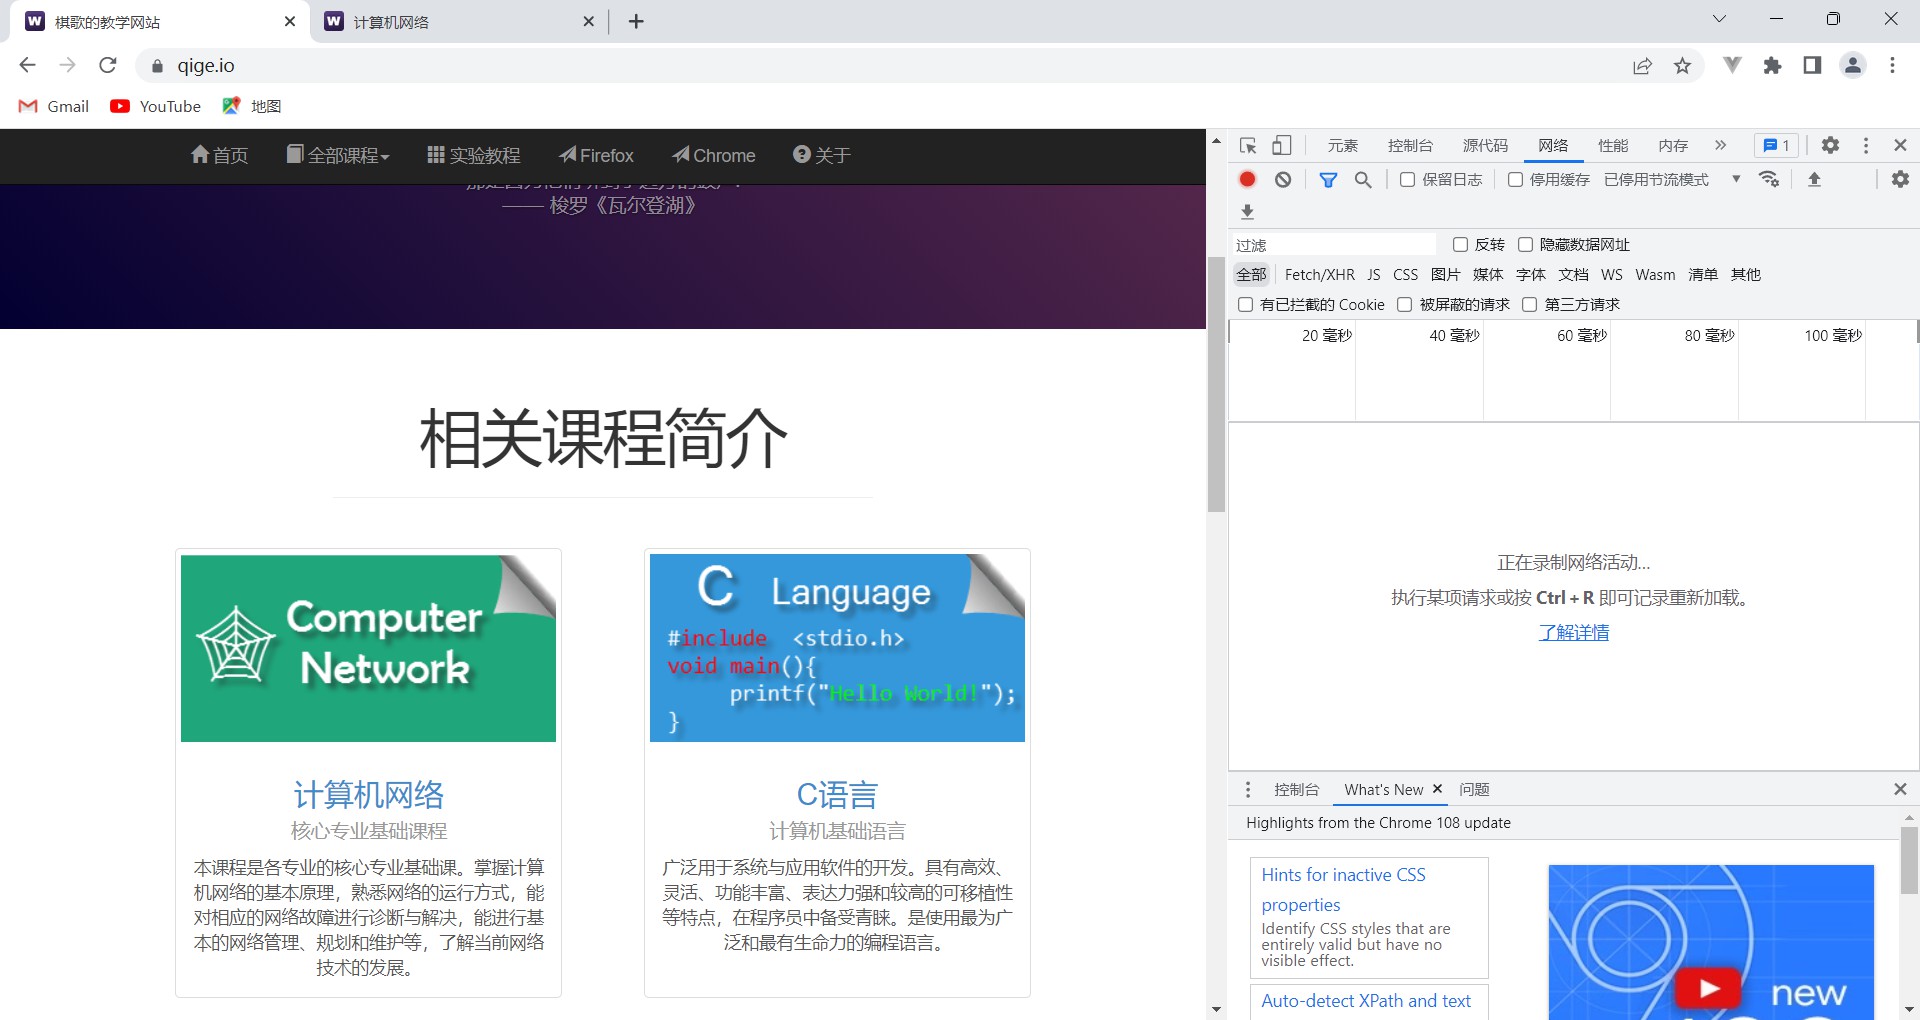 棋歌的教学网站
计算机网络
qige.io
Gmail YouTube 地图
首页 全部课程 实验教程 Firefox Chrome 关于
—— 梭罗《瓦尔登湖》
相关课程简介
Computer
Network
计算机网络
核心专业基础课程
本课程是各专业的核心专业基础课。掌握计算
机网络的基本原理，熟悉网络的运行方式，能
对相应的网络故障进行诊断与解决，能进行基
本的网络管理、规划和维护等，了解当前网络
技术的发展。
C Language
#include <stdio.h>
void main(){
printf("Hello World!");
}
C语言
计算机基础语言
广泛用于系统与应用软件的开发。具有高效、
灵活、功能丰富、表达力强和较高的可移植性
等特点，在程序员中备受青睐。是使用最为广
泛和最有生命力的编程语言。
元素 控制台 源代码 网络 性能 内存 » 1
保留日志 停用缓存 已停用节流模式
过滤 反转 隐藏数据网址
全部 Fetch/XHR JS CSS 图片 媒体 字体 文档 WS Wasm 清单 其他
有已拦截的 Cookie 被屏蔽的请求 第三方请求
20 毫秒 40 毫秒 60 毫秒 80 毫秒 100 毫秒
正在录制网络活动...
执行某项请求或按 Ctrl + R 即可记录重新加载。
了解详情
控制台 What's New 问题
Highlights from the Chrome 108 update
Hints for inactive CSS
properties
Identify CSS styles that are
entirely valid but have no
visible effect.
Auto-detect XPath and text
new